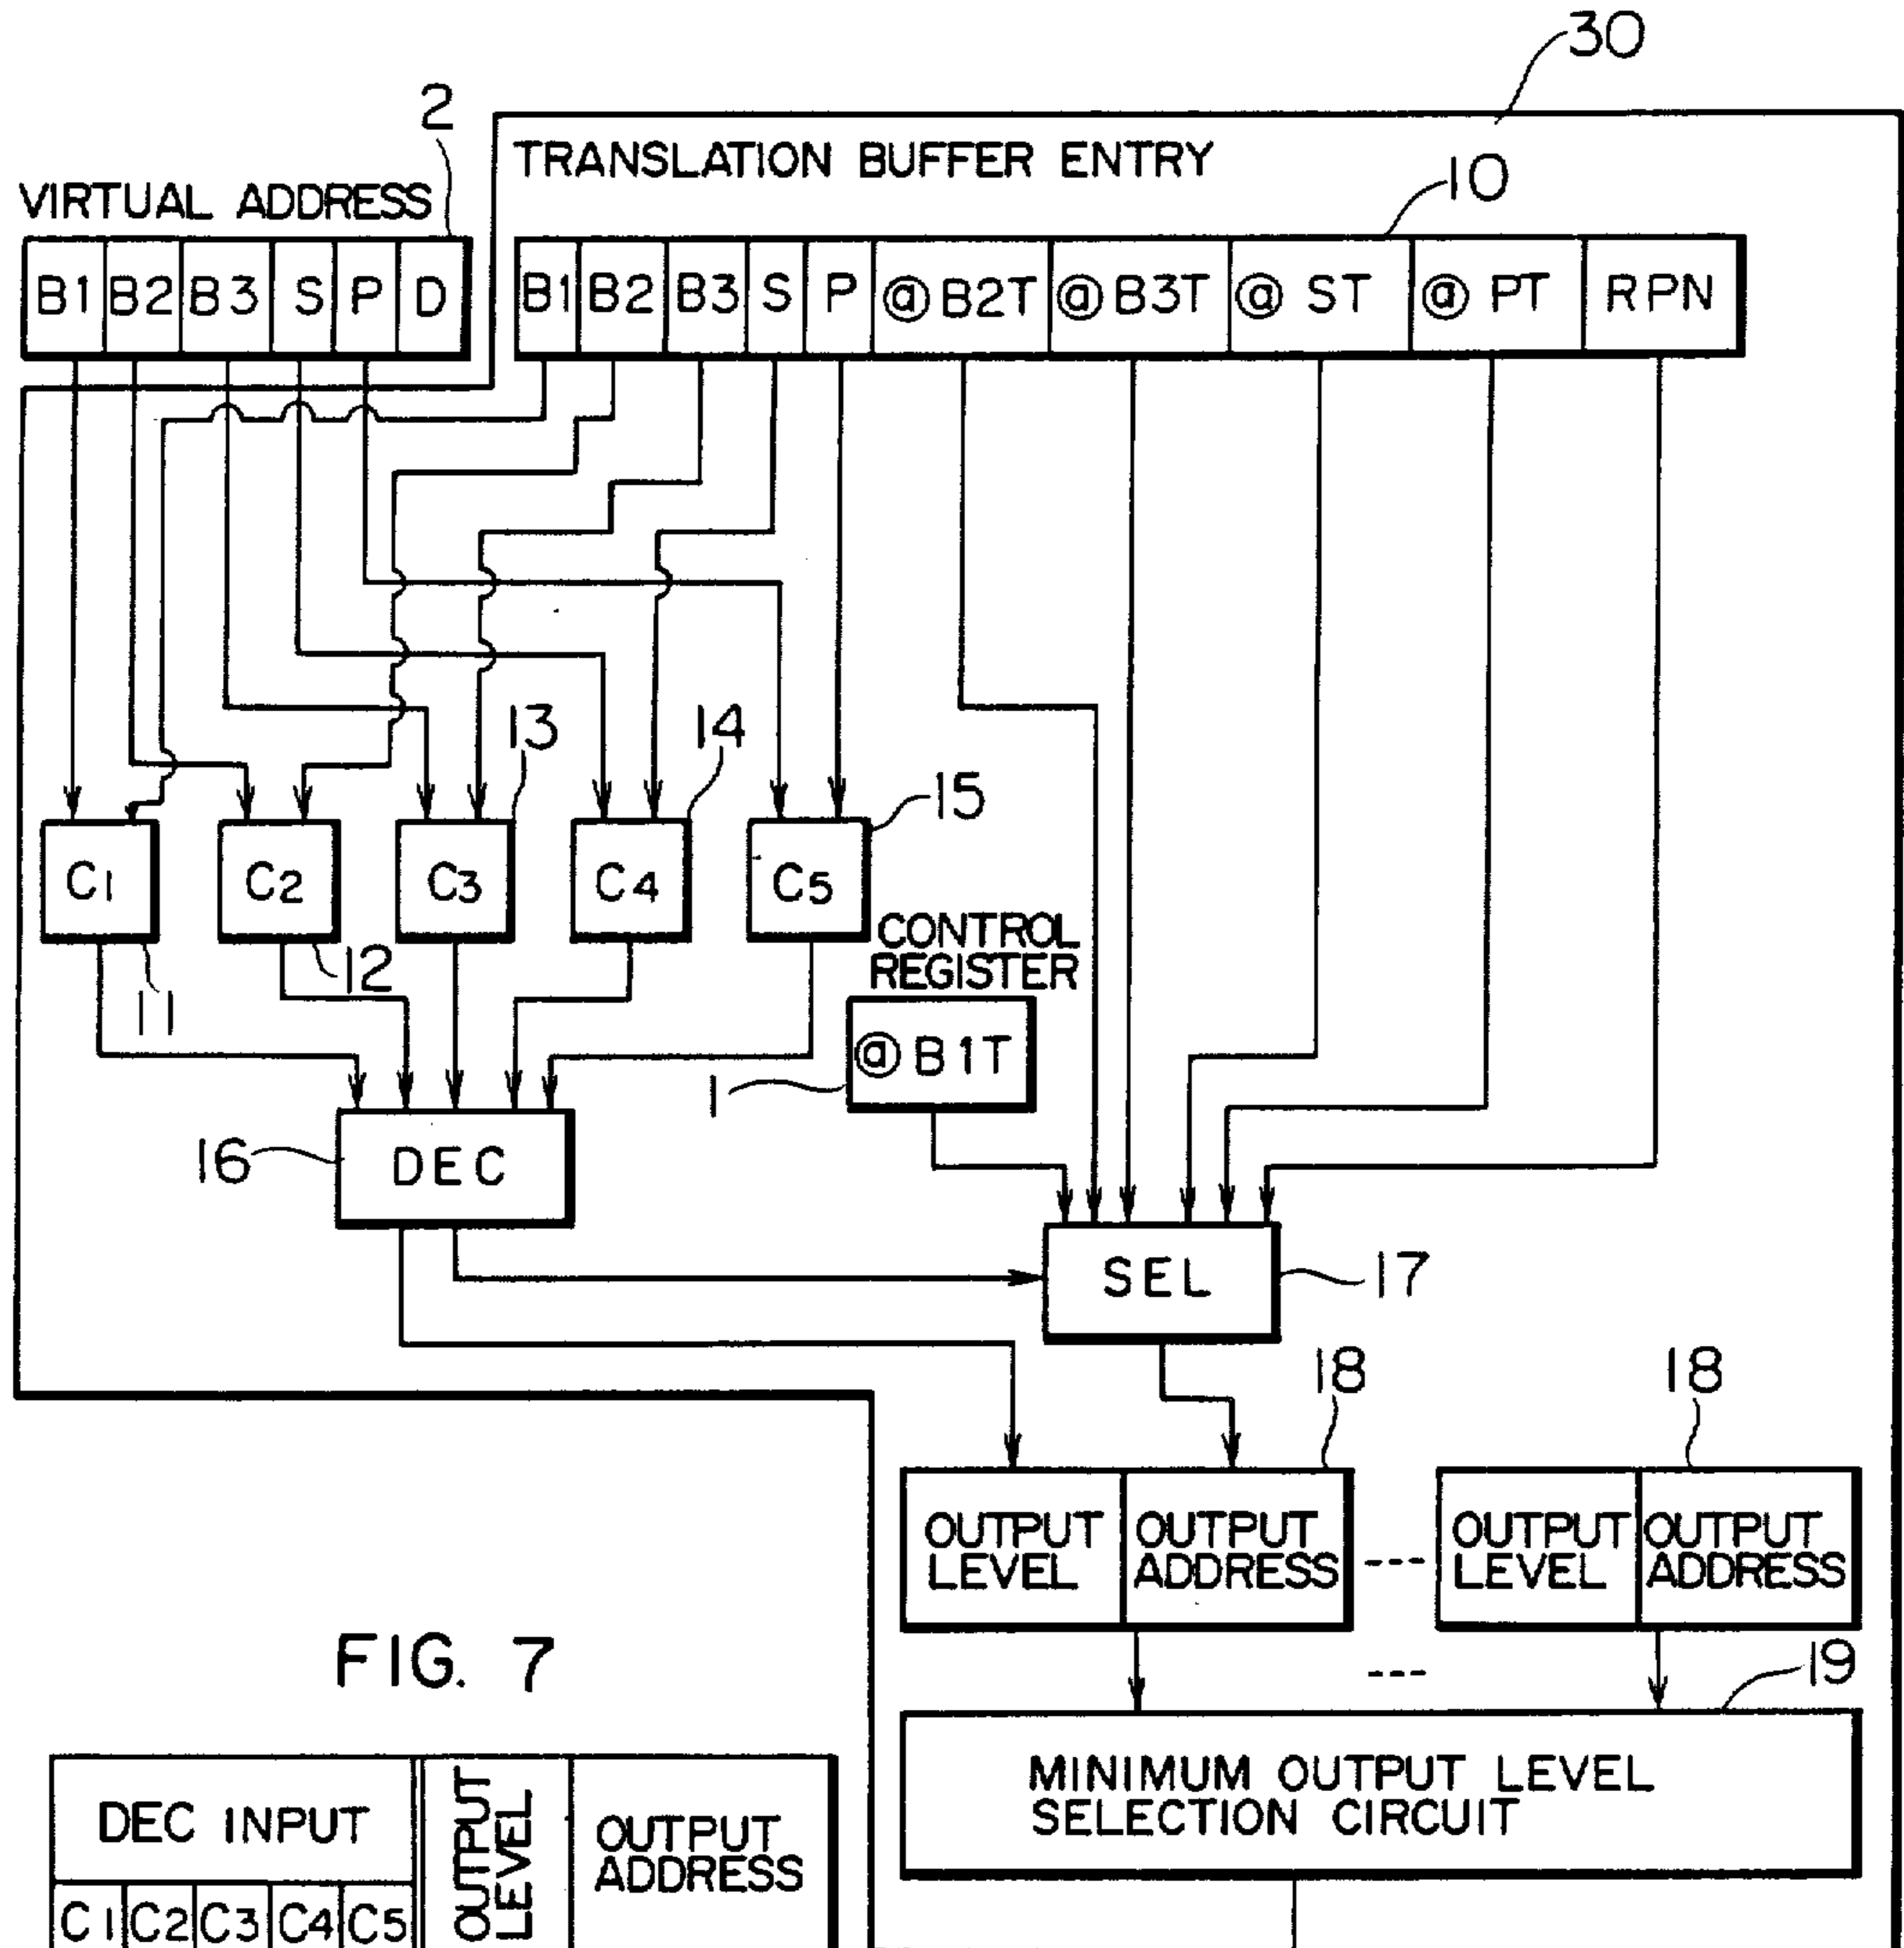 30
2
TRANSLATION BUFFER ENTRY
10
VIRTUAL ADDRESS
B1 B2 B3 S P D
B1 B2 B3 S P @ B2T @ B3T @ ST @ PT RPN
13
14
15
C1 C2 C3 C4 C5
11
12
CONTROL
REGISTER
@ B1T
1
16
DEC
SEL
17
18
18
OUTPUT
LEVEL
OUTPUT
ADDRESS
---
OUTPUT
LEVEL
OUTPUT
ADDRESS
---
19
MINIMUM OUTPUT LEVEL
SELECTION CIRCUIT
FIG. 7
DEC INPUT
OUTPUT
LEVEL
OUTPUT
ADDRESS
C1 C2 C3 C4 C5